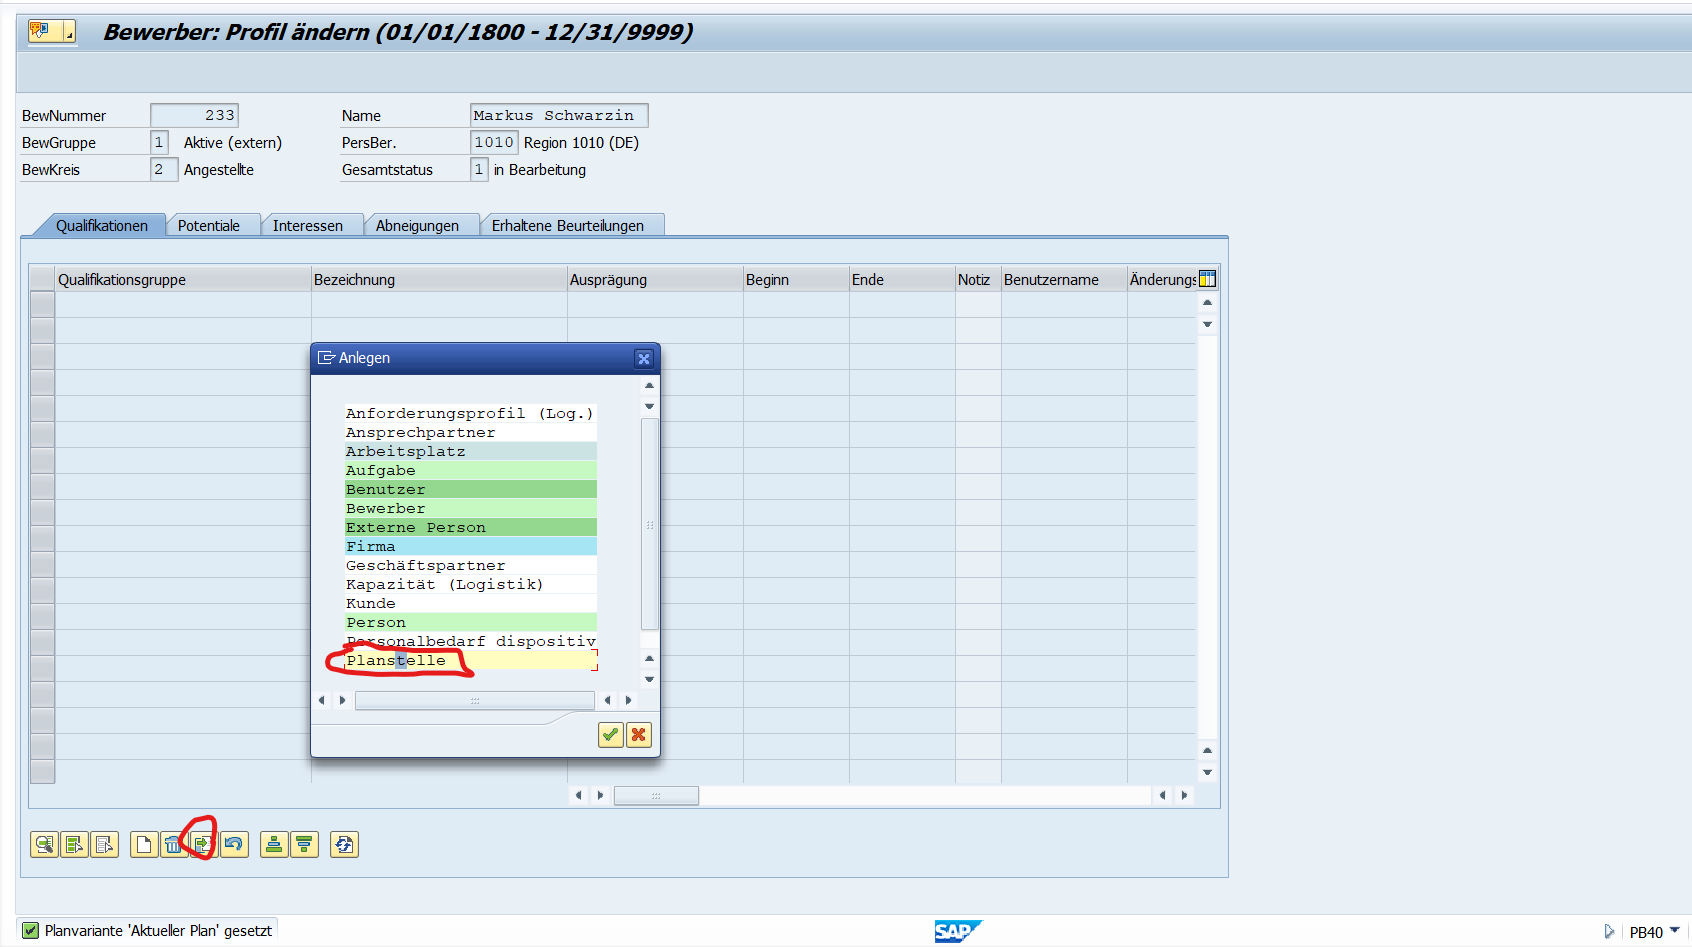 Bewerber: Profil ändern (01/01/1800 - 12/31/9999)
BewNummer 233 Name Markus Schwarzin
BewGruppe 1 Aktive (extern) PersBer. 1010 Region 1010 (DE)
BewKreis 2 Angestellte Gesamtstatus 1 in Bearbeitung
Qualifikationen Potentiale Interessen Abneigungen Erhaltene Beurteilungen
Qualifikationsgruppe Bezeichnung Ausprägung Beginn Ende Notiz Benutzername Änderungs
Anlegen
Anforderungsprofil (Log.)
Ansprechpartner
Arbeitsplatz
Aufgabe
Benutzer
Bewerber
Externe Person
Firma
Geschäftspartner
Kapazität (Logistik)
Kunde
Person
Personalbedarf dispositiv
Planstelle
Planvariante 'Aktueller Plan' gesetzt SAP PB40